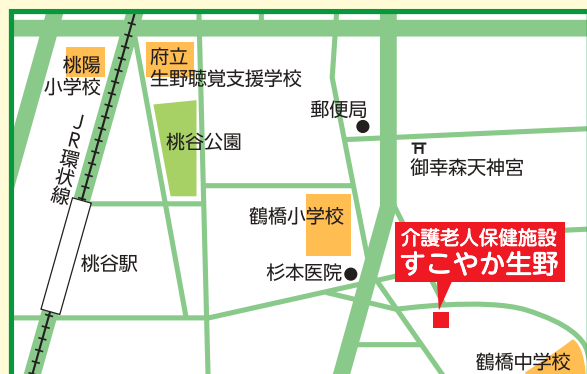 桃陽
小学校
府立
生野聴覚支援学校
JR環状線
桃谷公園
郵便局
御幸森天神宮
鶴橋小学校
介護老人保健施設
すこやか生野
桃谷駅
杉本医院
鶴橋中学校